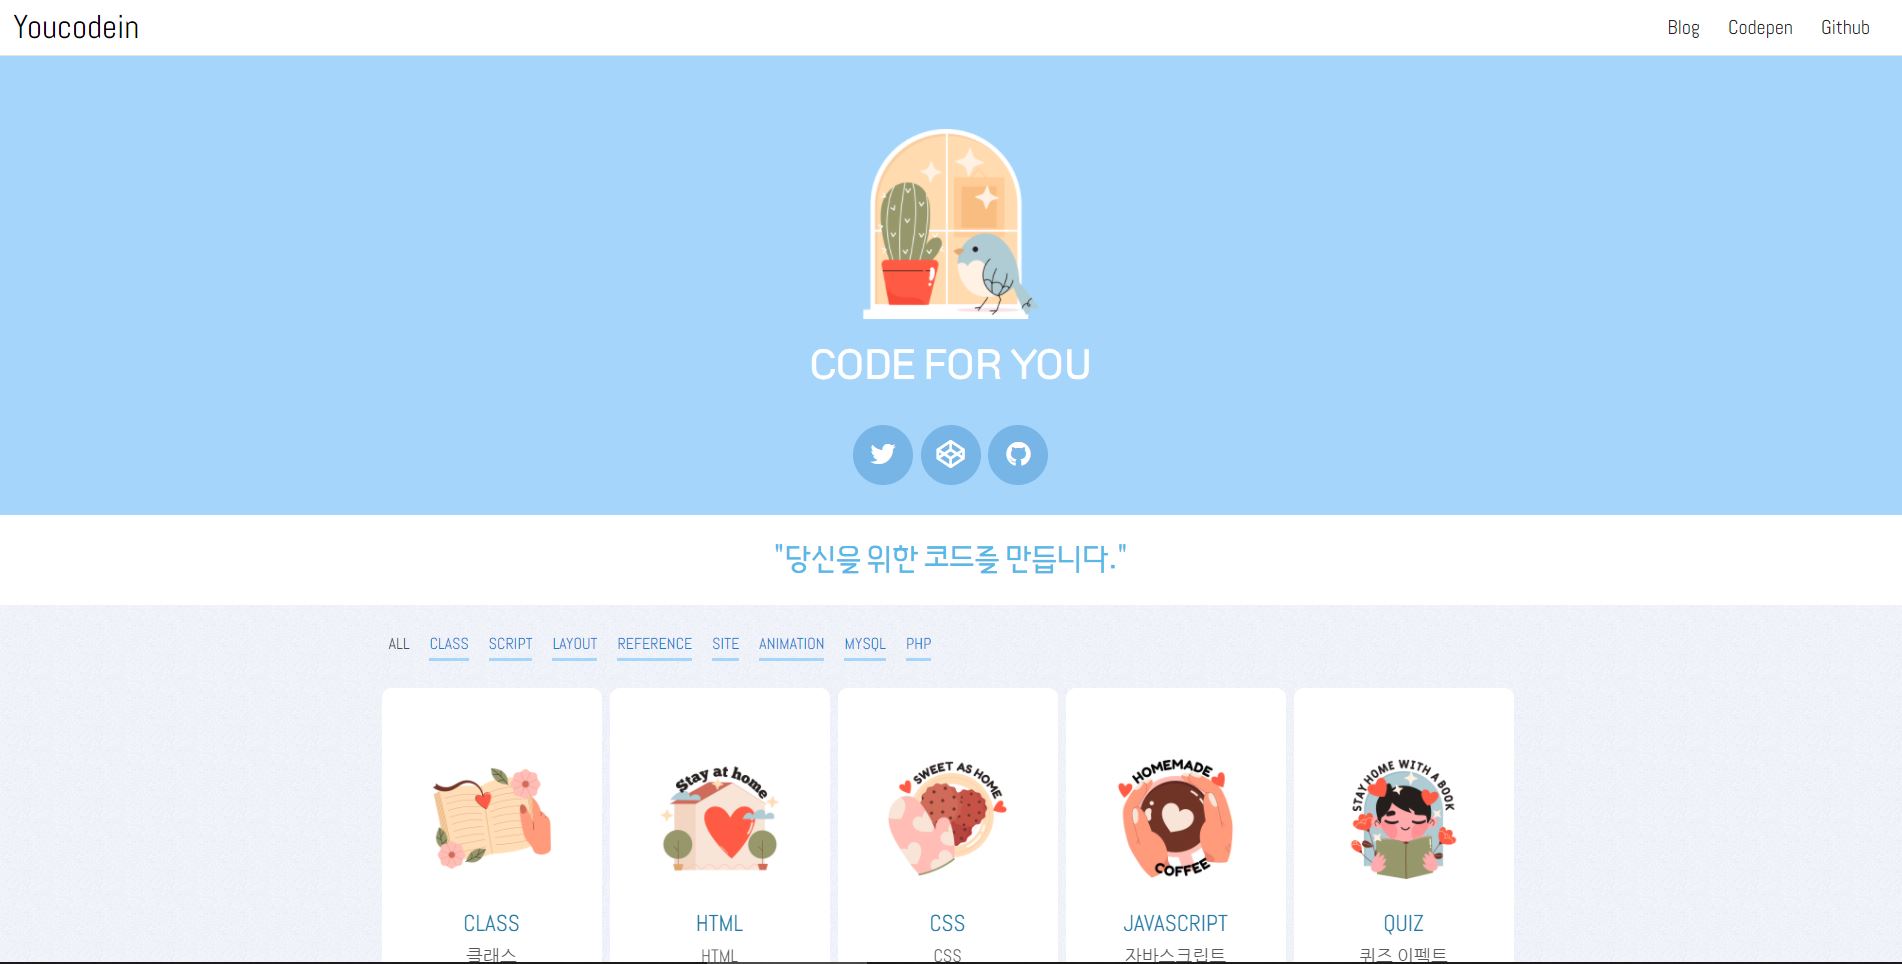 Youcodein
Blog Codepen Github
CODE FOR YOU
"당신을 위한 코드를 만듭니다."
ALL CLASS SCRIPT LAYOUT REFERENCE SITE ANIMATION MYSQL PHP
Stay at home
SWEET AS HOME
HOMEMADE
COFFEE
STAY HOME WITH A BOOK
CLASS HTML CSS JAVASCRIPT QUIZ
클래스 HTML CSS 자바스크립트 퀴즈 이펙트